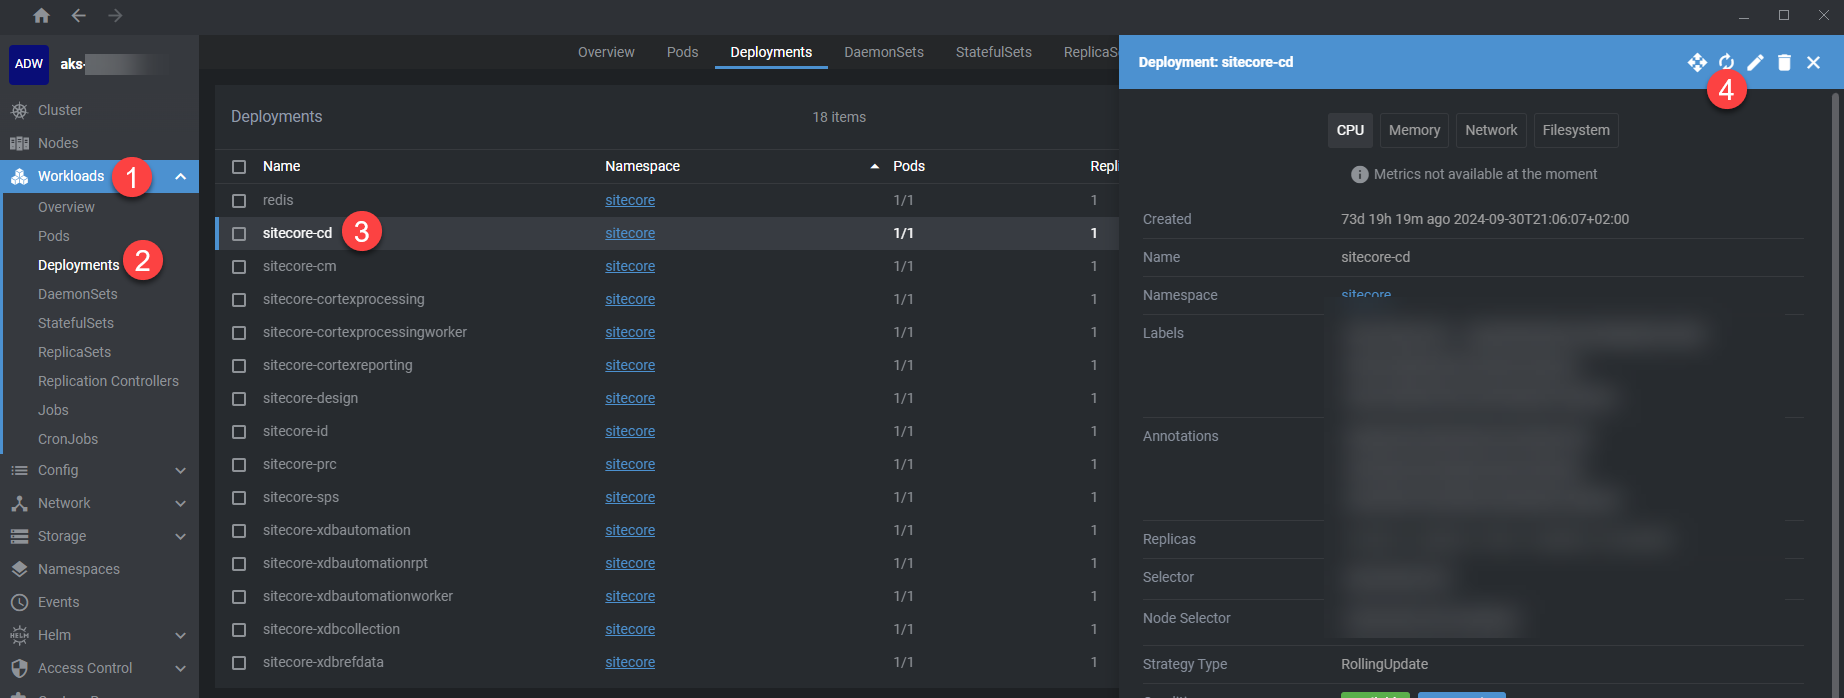 ADW
aks-
Cluster
Nodes
Workloads
1
Overview
Pods
Deployments
2
DaemonSets
StatefulSets
ReplicaSets
Replication Controllers
Jobs
CronJobs
Config
Network
Storage
Namespaces
Events
HELM
Helm
Access Control
Overview Pods Deployments DaemonSets StatefulSets ReplicaS
Deployments 18 items
Name Namespace Pods Repli
redis sitecore 1/1 1
sitecore-cd 3 sitecore 1/1 1
sitecore-cm sitecore 1/1 1
sitecore-cortexprocessing sitecore 1/1 1
sitecore-cortexprocessingworker sitecore 1/1 1
sitecore-cortexreporting sitecore 1/1 1
sitecore-design sitecore 1/1 1
sitecore-id sitecore 1/1 1
sitecore-prc sitecore 1/1 1
sitecore-sps sitecore 1/1 1
sitecore-xdbautomation sitecore 1/1 1
sitecore-xdbautomationrpt sitecore 1/1 1
sitecore-xdbautomationworker sitecore 1/1 1
sitecore-xdbcollection sitecore 1/1 1
sitecore-xdbrefdata sitecore 1/1 1
Deployment: sitecore-cd
4
CPU Memory Network Filesystem
Metrics not available at the moment
Created 73d 19h 19m ago 2024-09-30T21:06:07+02:00
Name sitecore-cd
Namespace sitecore
Labels
Annotations
Replicas
Selector
Node Selector
Strategy Type RollingUpdate